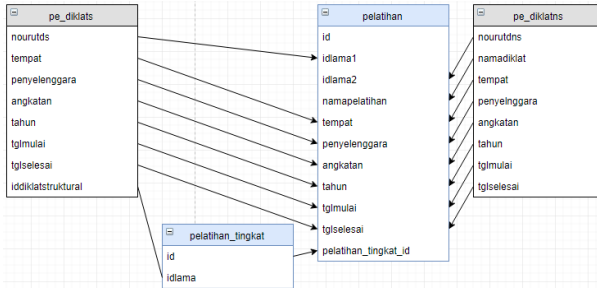 pe_diklats
nourutds
tempat
penyelenggara
angkatan
tahun
tglmulai
tglselesai
iddiklatstruktural
pelatihan
id
idlama1
idlama2
namapelatihan
tempat
penyelenggara
angkatan
tahun
tglmulai
tglselesai
pelatihan_tingkat_id
pe_diklatns
nourutdns
namadiklat
tempat
penyelnggara
angkatan
tahun
tglmulai
tglselesai
pelatihan_tingkat
id
idlama